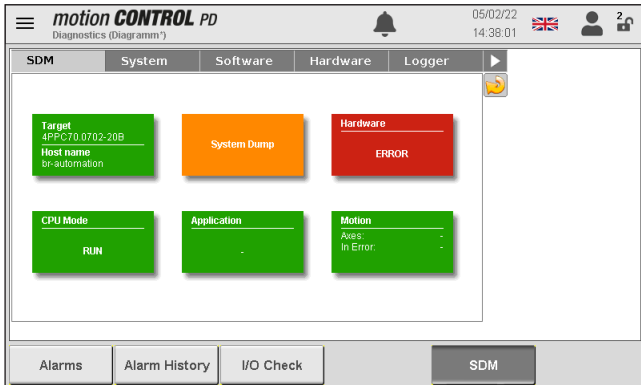 motion CONTROL PD
Diagnostics (Diagramm*)
05/02/22
14:38:01
2
SDM System Software Hardware Logger
Target
4PPC70.0702-20B
Host name
br-automation
System Dump
Hardware
ERROR
CPU Mode
RUN
Application
-
Motion
Axes: -
In Error: -
Alarms Alarm History I/O Check SDM